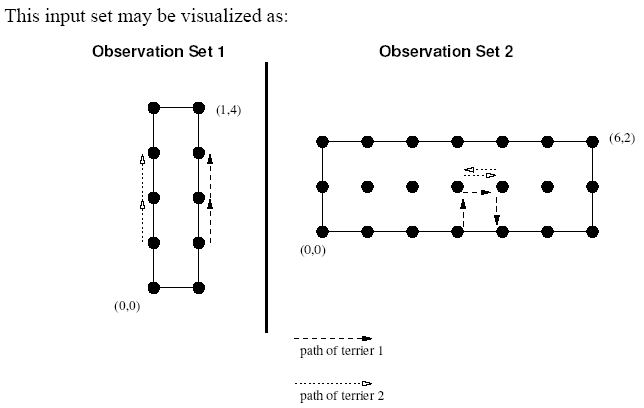 This input set may be visualized as:
Observation Set 1
Observation Set 2
(1,4)
(6,2)
(0,0)
(0,0)
path of terrier 1
path of terrier 2